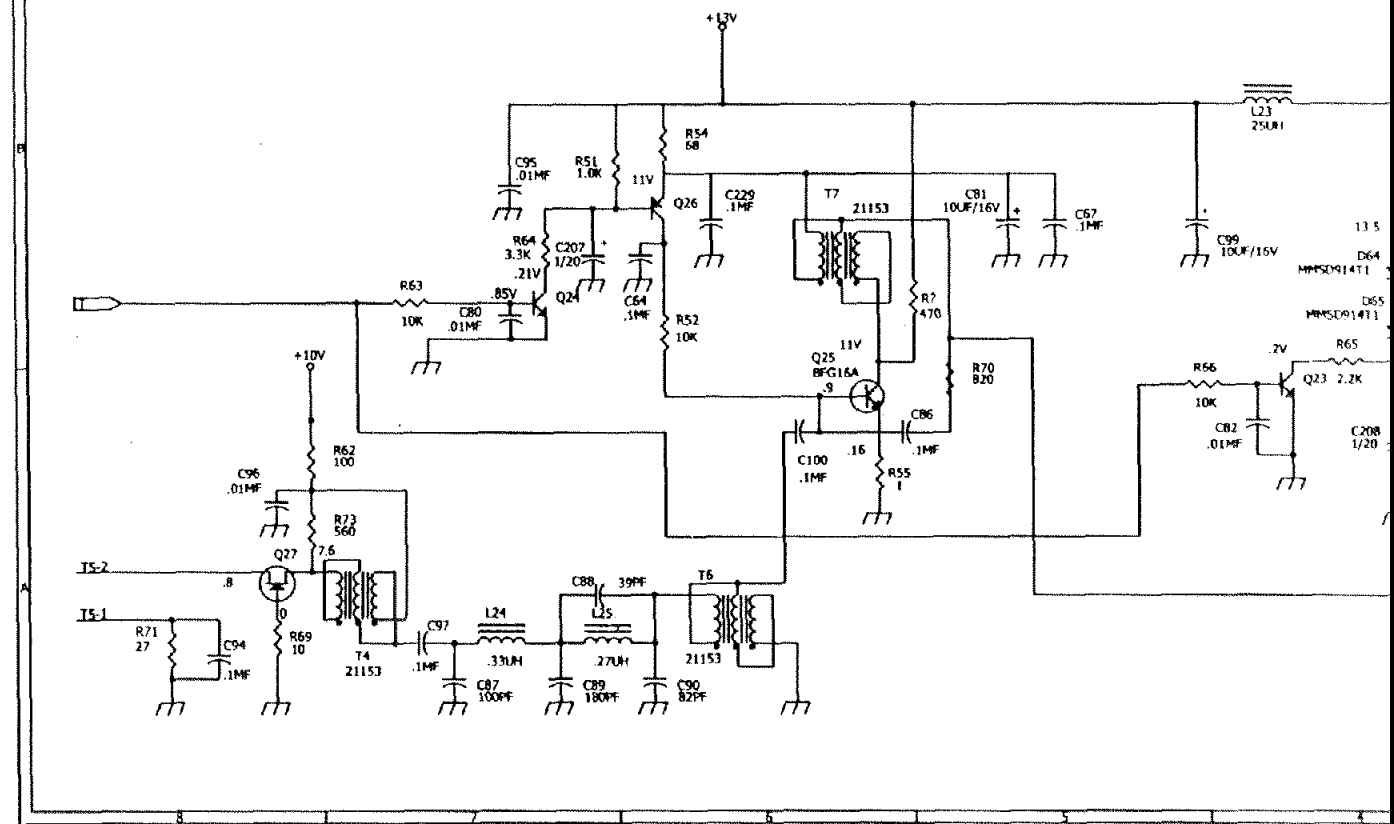 +13V
L23
25UH
B
R54
68
C95
.01MF
R51
1.0K
11V
Q26
C229
.1MF
T7
21153
C81
10UF/16V
+
C67
.1MF
+
C99
10UF/16V
13 5
D64
MMSD914T1
D65
MMSD914T1
R64
3.3K
.21V
C207
1/20
+
Q24
C64
.1MF
R63
10K
.85V
C80
.01MF
R52
10K
R?
470
+10V
11V
Q25
BFG16A
.9
R70
820
.2V
R65
2.2K
R66
10K
Q23
C82
.01MF
C208
1/20
C86
.1MF
C100
.1MF
.16
R55
1
R62
100
C96
.01MF
R73
560
Q27
7.6
T5-2
.8
0
T5-1
R71
27
C94
.1MF
R69
10
T4
21153
C97
.1MF
L24
.33UH
C88
39PF
L25
.27UH
T6
21153
C87
100PF
C89
180PF
C90
82PF
A
8
7
6
5
4